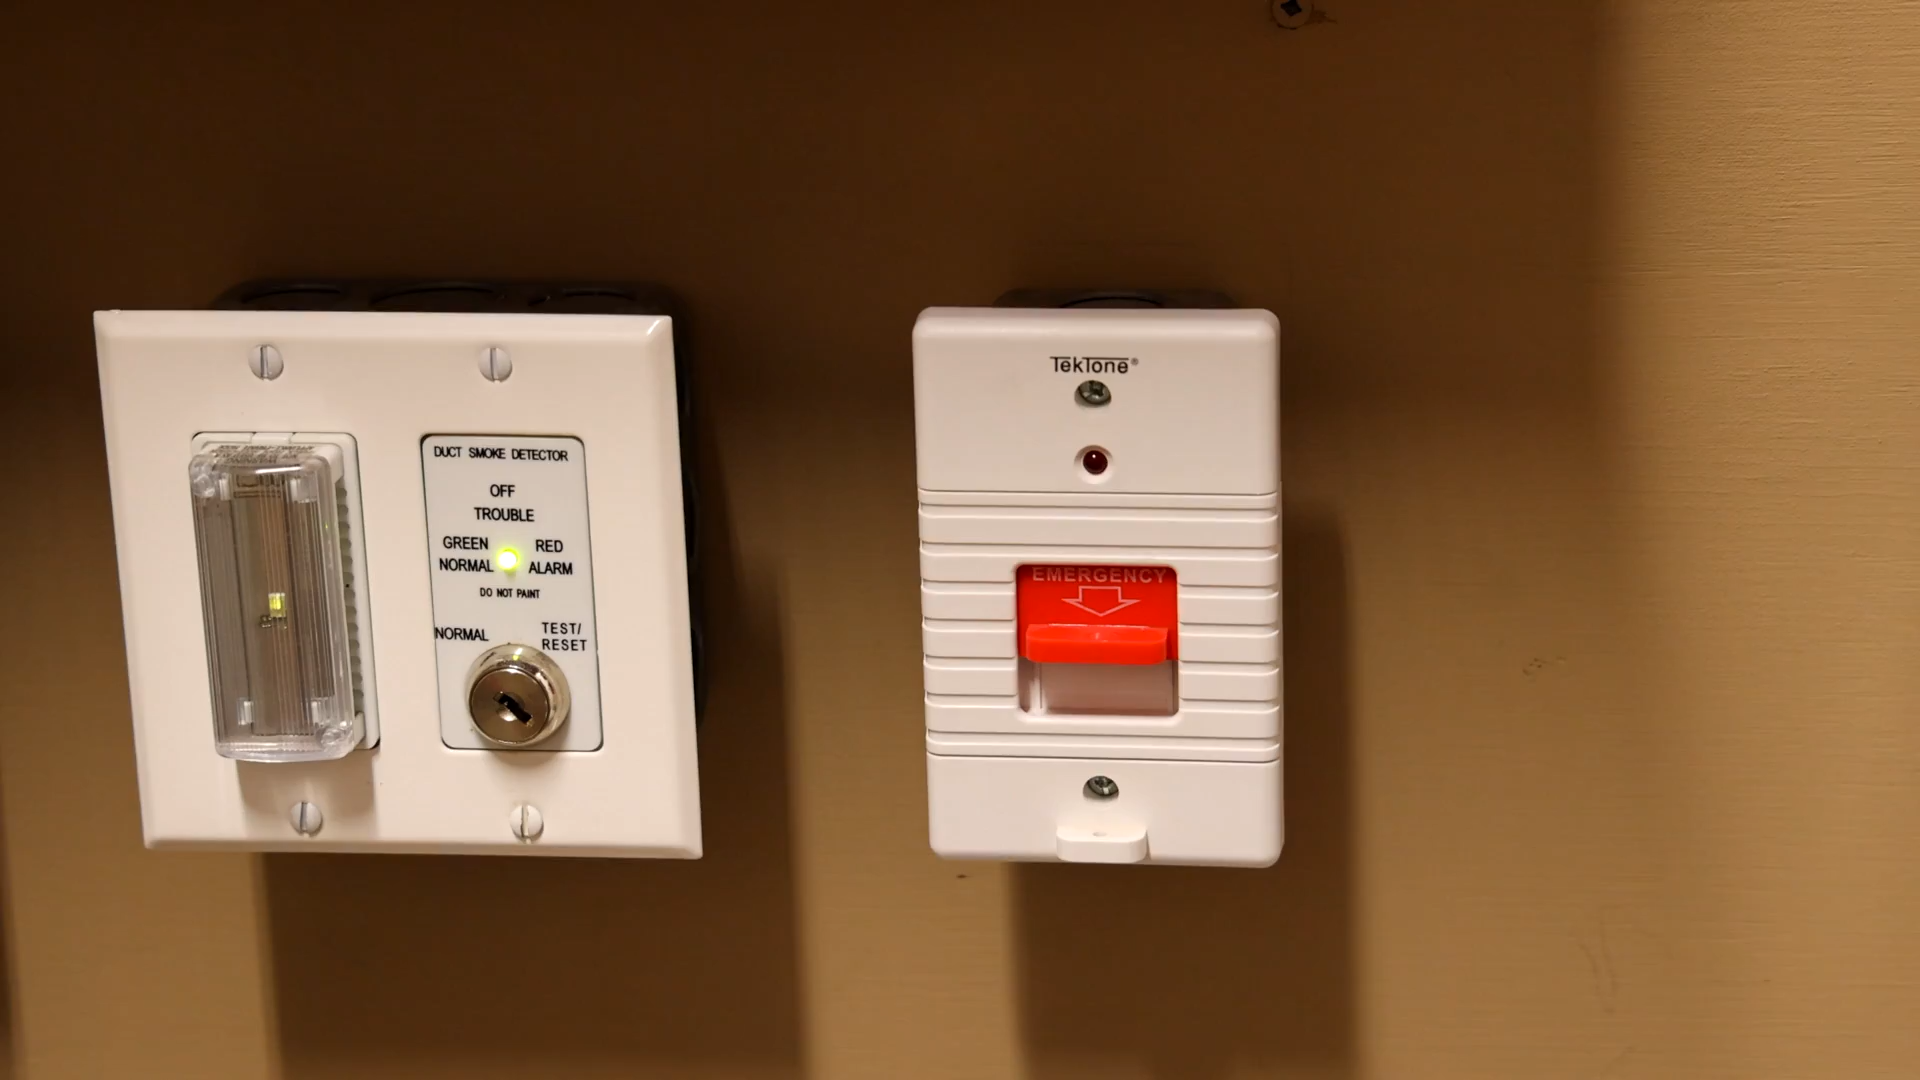 DUCT SMOKE DETECTOR
OFF
TROUBLE
GREEN RED
NORMAL ALARM
DO NOT PAINT
NORMAL TEST/
RESET
TekTone®
EMERGENCY